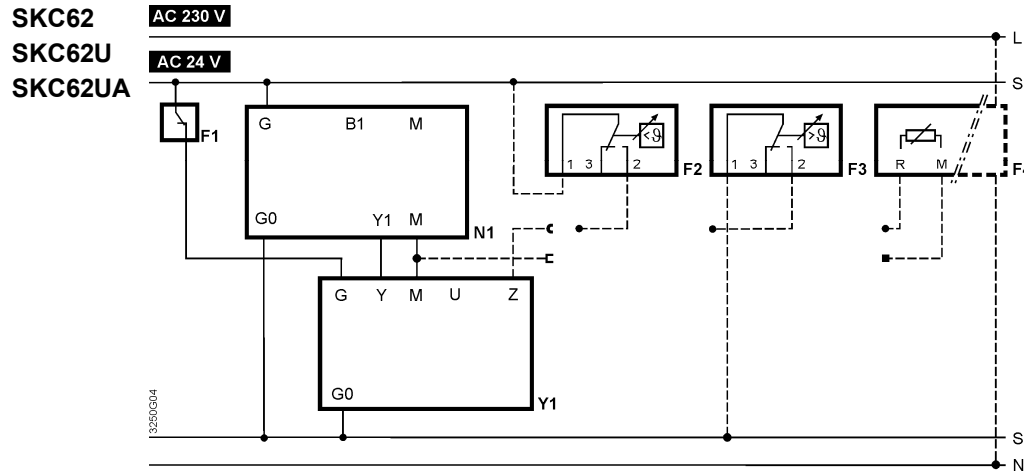 SKC62
SKC62U
SKC62UA
AC 230 V
L
AC 24 V
S
F1
G B1 M
G0 Y1 M
N1
<ϑ
1 3 2
F2
>ϑ
1 3 2
F3
R M
G Y M U Z
G0
Y1
3250G04
S
N